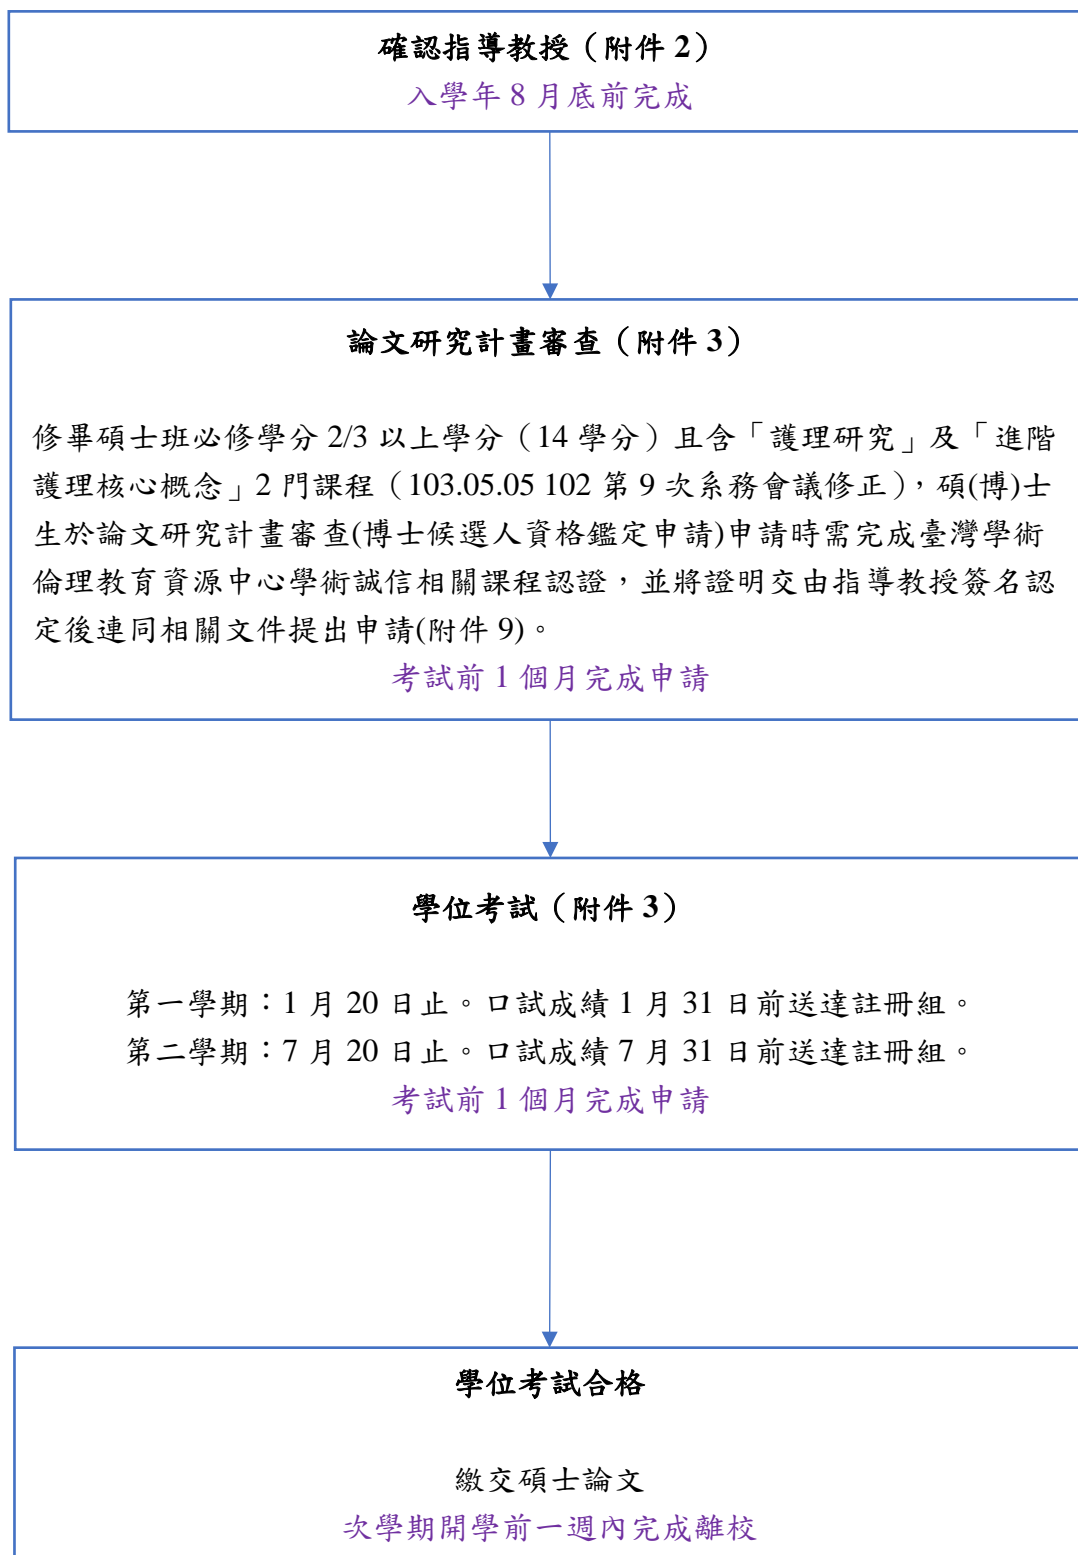 確認指導教授（附件 2）
入學年 8 月底前完成
論文研究計畫審查（附件 3）
修畢碩士班必修學分 2/3 以上學分（14 學分）且含「護理研究」及「進階
護理核心概念」2 門課程（103.05.05 102 第 9 次系務會議修正），碩(博)士
生於論文研究計畫審查(博士候選人資格鑑定申請)申請時需完成臺灣學術
倫理教育資源中心學術誠信相關課程認證，並將證明交由指導教授簽名認
定後連同相關文件提出申請(附件 9)。
考試前 1 個月完成申請
學位考試（附件 3）
第一學期：1 月 20 日止。口試成績 1 月 31 日前送達註冊組。
第二學期：7 月 20 日止。口試成績 7 月 31 日前送達註冊組。
考試前 1 個月完成申請
學位考試合格
繳交碩士論文
次學期開學前一週內完成離校